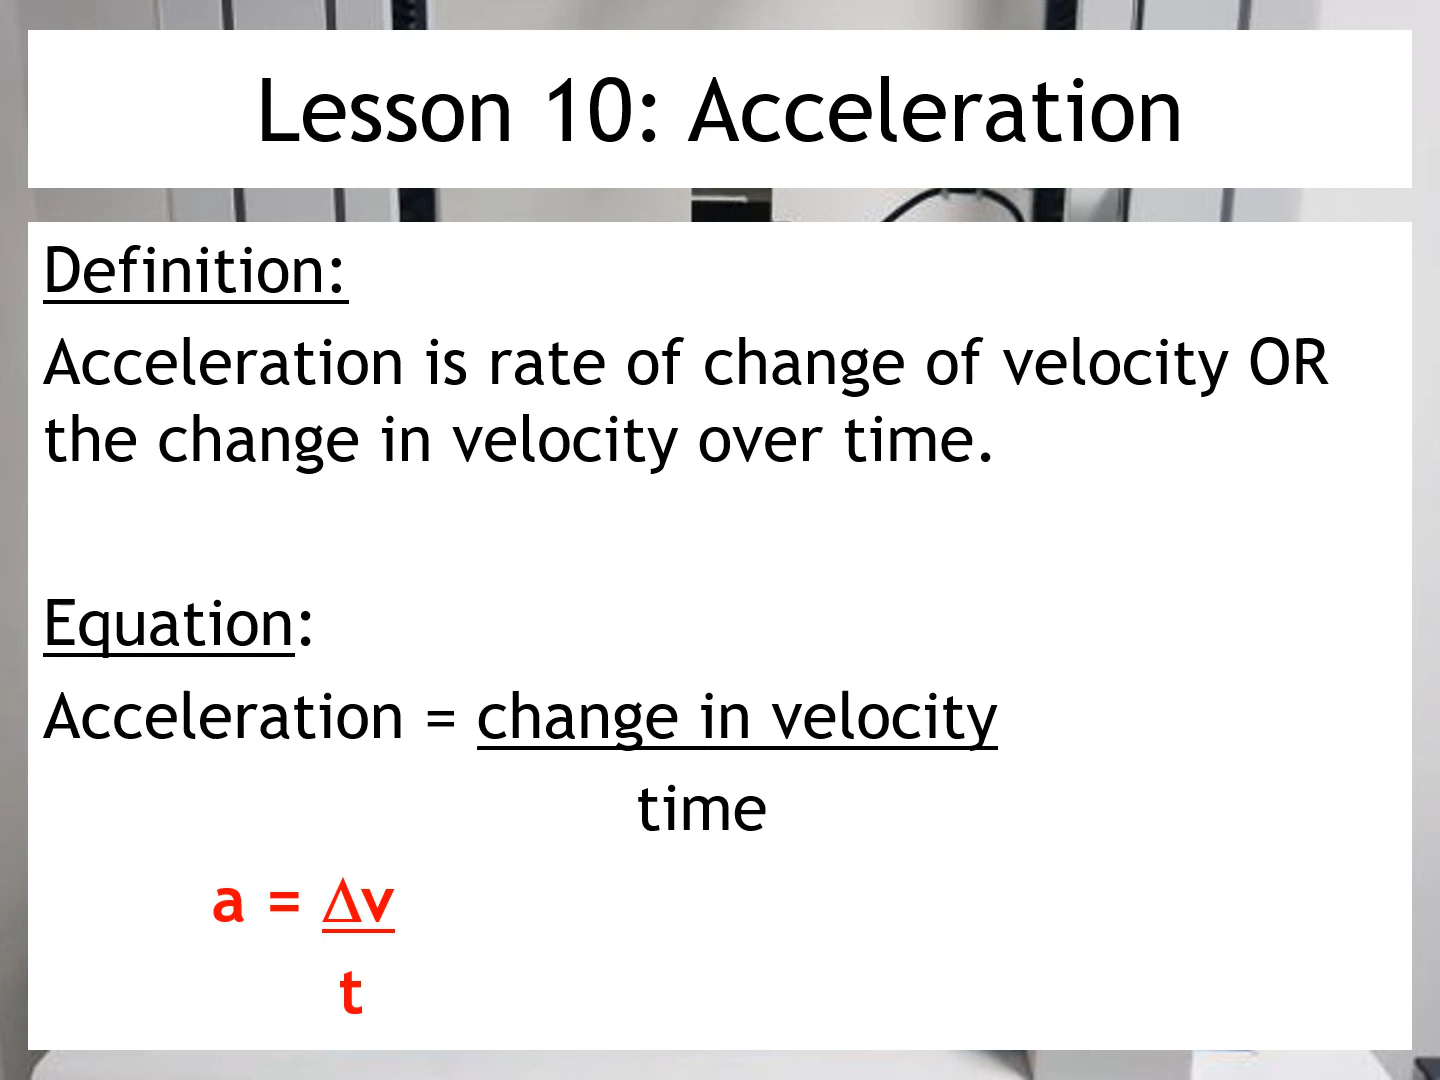 Lesson 10: Acceleration
Definition:
Acceleration is rate of change of velocity OR
the change in velocity over time.
Equation:
Acceleration = change in velocity
time
a = Δv
t